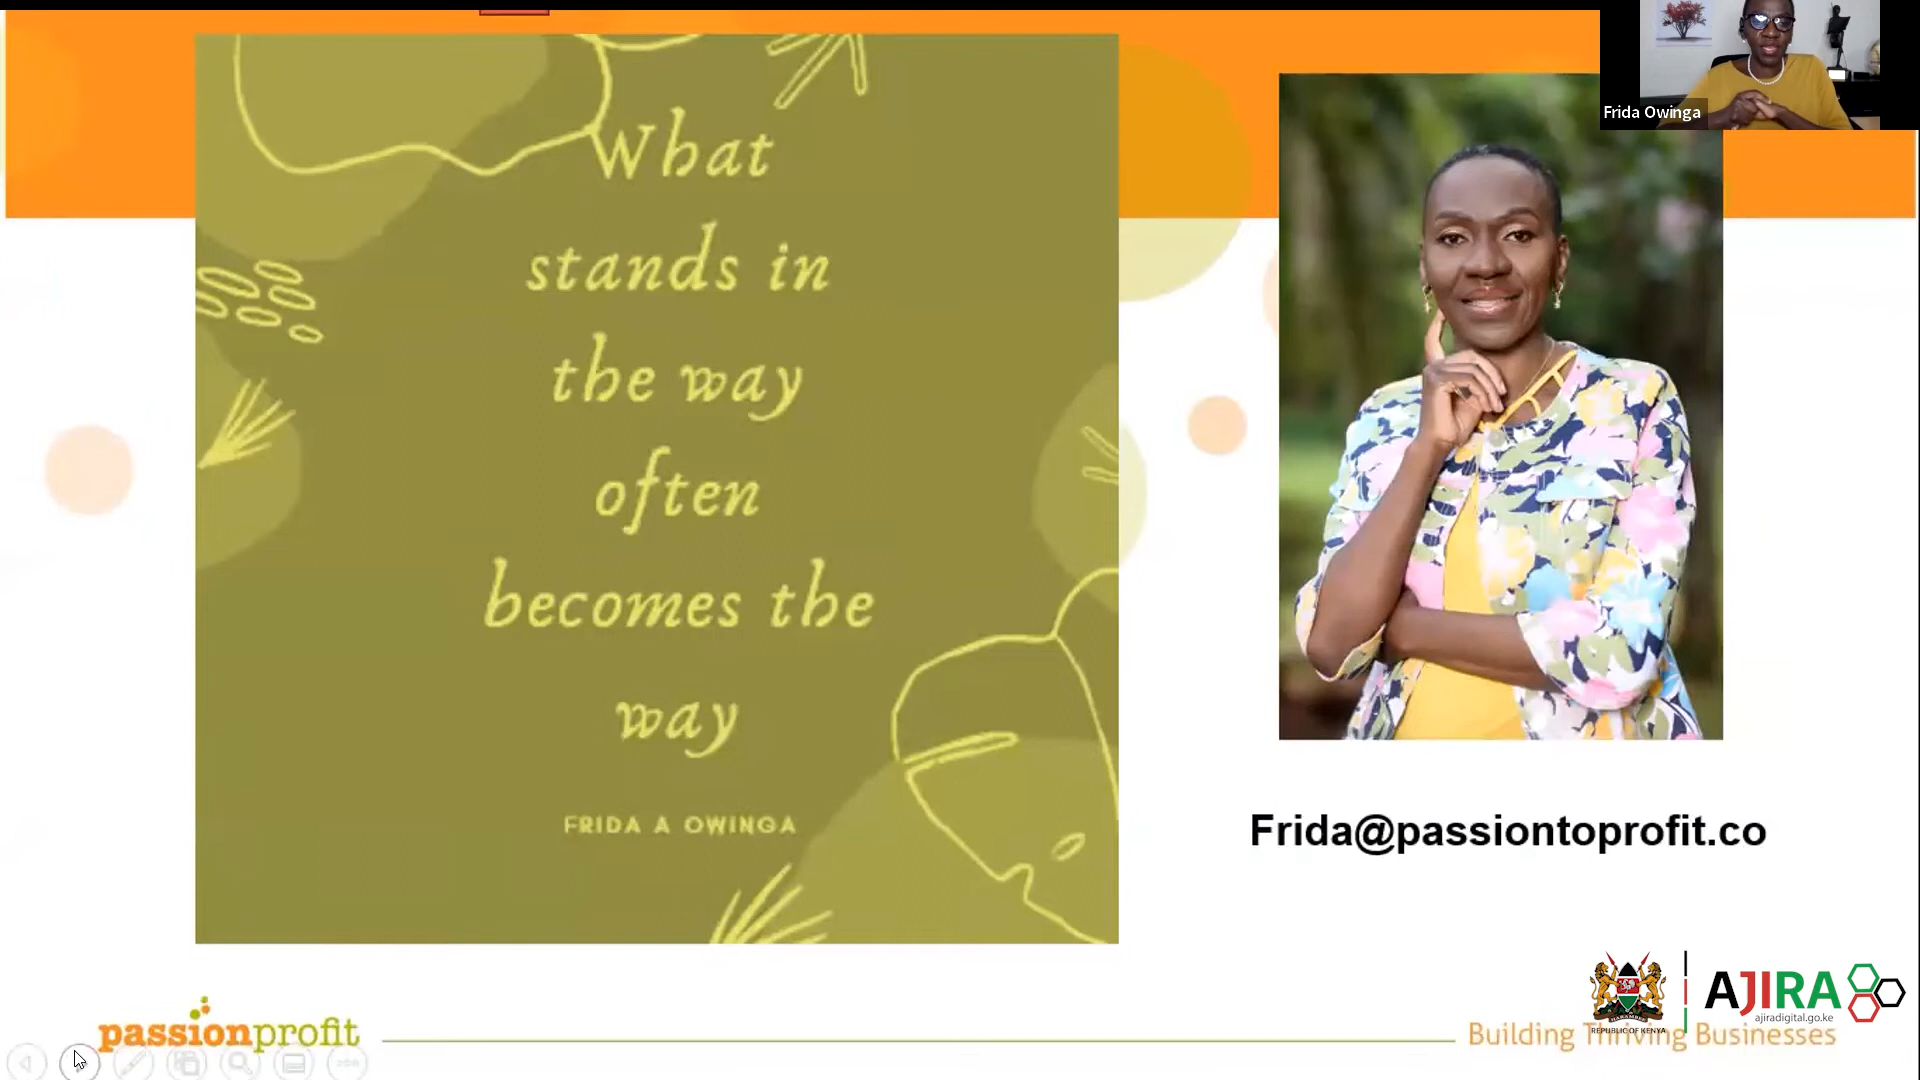 Frida Owinga
What
stands in
the way
often
becomes the
way
FRIDA A OWINGA
Frida@passiontoprofit.co
passionprofit
REPUBLIC OF KENYA
AJIRA
ajiradigital.go.ke
Building Thriving Businesses